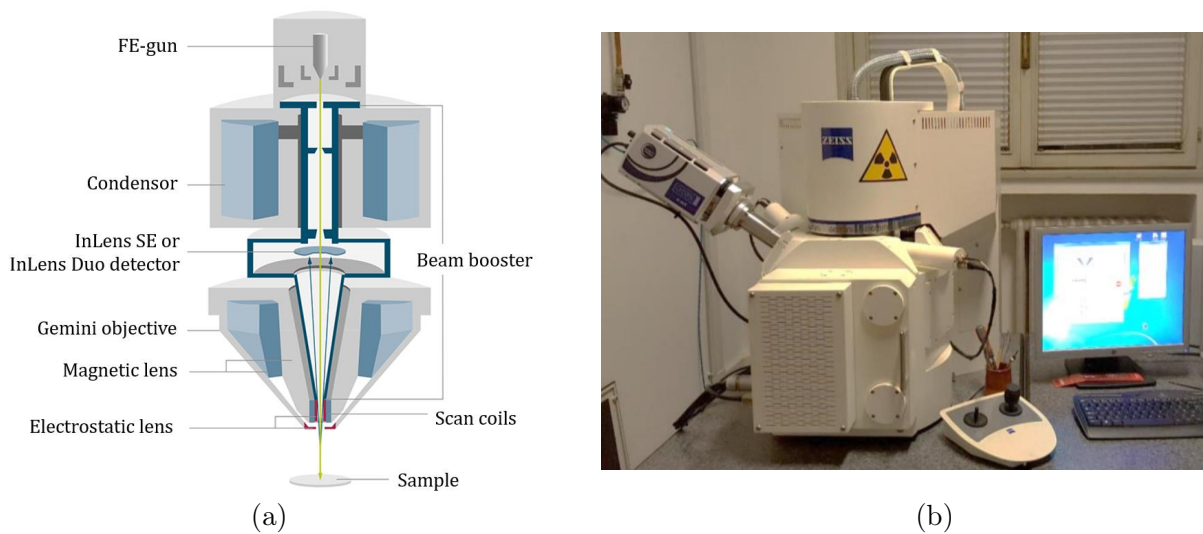 FE-gun
Condensor
InLens SE or
InLens Duo detector
Beam booster
Gemini objective
Magnetic lens
Electrostatic lens
Scan coils
Sample
(a)
ZEISS
(b)